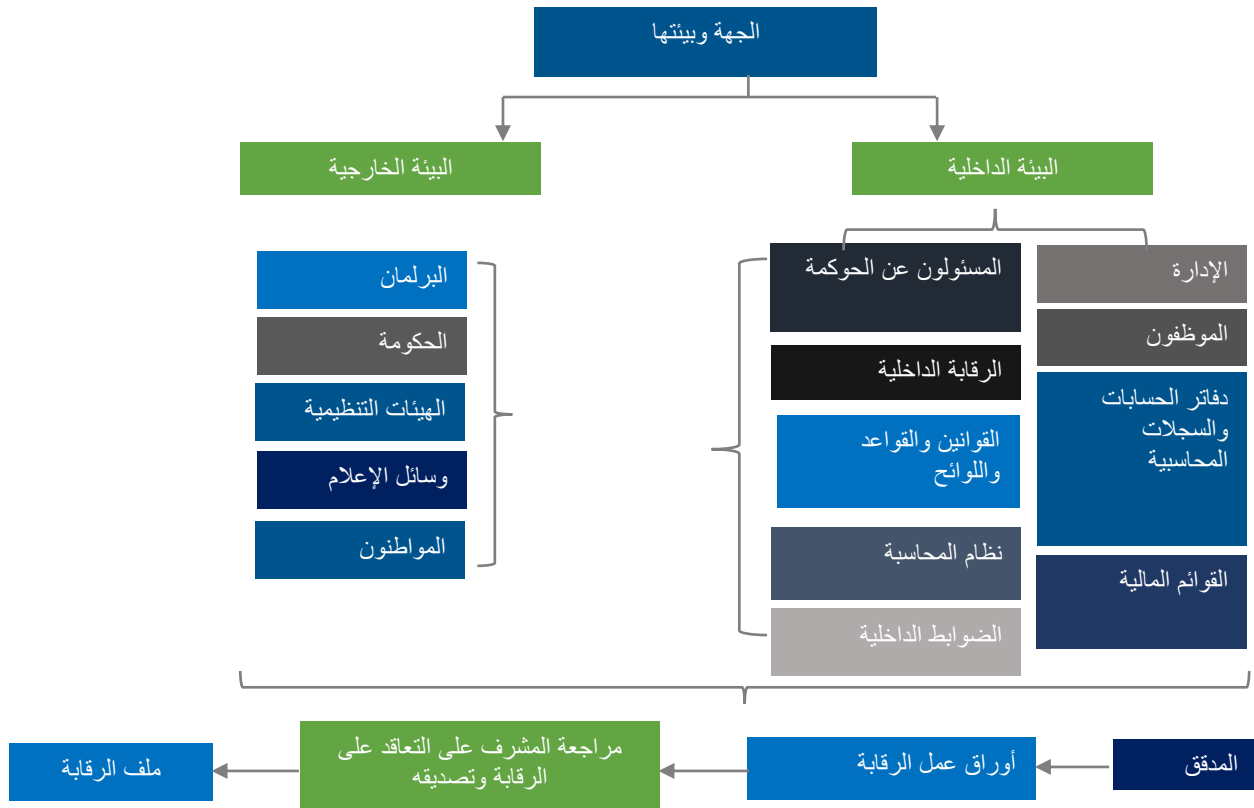 الجهة وبيئتها
البيئة الداخلية
البيئة الخارجية
الإدارة
الموظفون
دفاتر الحسابات
والسجلات
المحاسبية
القوائم المالية
المسئولون عن الحوكمة
الرقابة الداخلية
القوانين والقواعد
واللوائح
نظام المحاسبة
الضوابط الداخلية
البرلمان
الحكومة
الهيئات التنظيمية
وسائل الإعلام
المواطنون
المدقق
أوراق عمل الرقابة
مراجعة المشرف على التعاقد على
الرقابة وتصديقه
ملف الرقابة